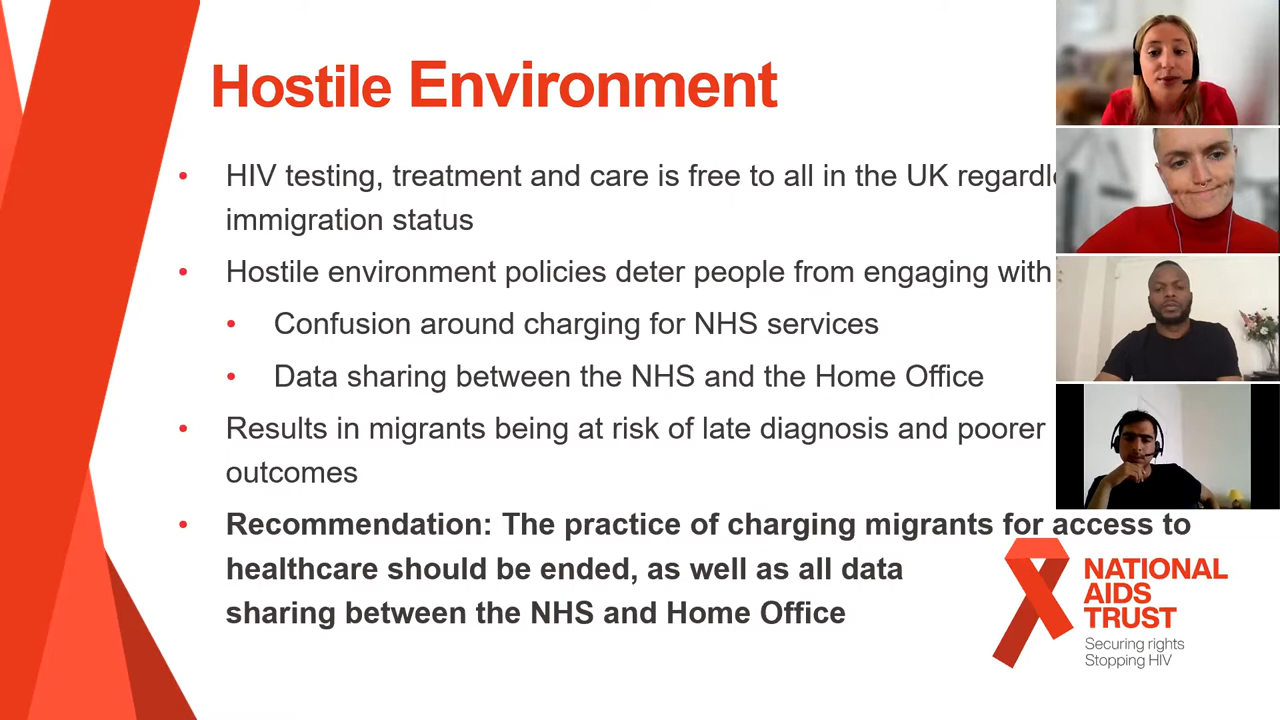 Hostile Environment
• HIV testing, treatment and care is free to all in the UK
immigration status
• Hostile environment policies deter people from engaging with
• Confusion around charging for NHS services
• Data sharing between the NHS and the Home Office
• Results in migrants being at risk of late diagnosis and poorer
outcomes
• Recommendation: The practice of charging migrants for access to
healthcare should be ended, as well as all data
sharing between the NHS and Home Office
NATIONAL
AIDS
TRUST
Securing rights
Stopping HIV